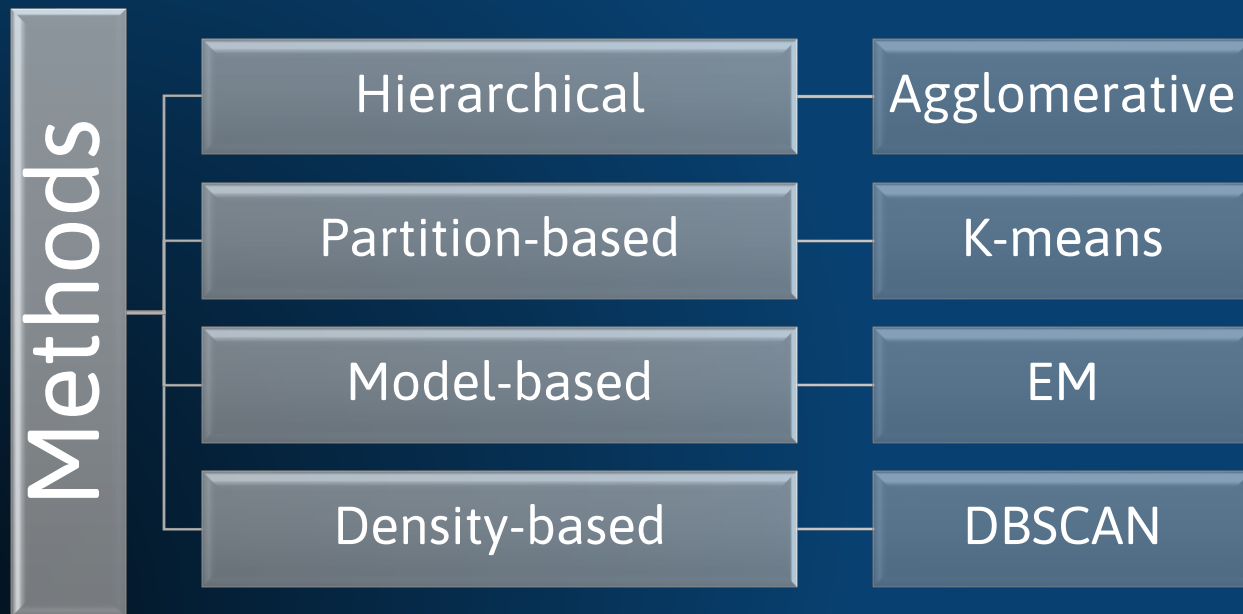 Methods
Hierarchical
Agglomerative
Partition-based
K-means
Model-based
EM
Density-based
DBSCAN